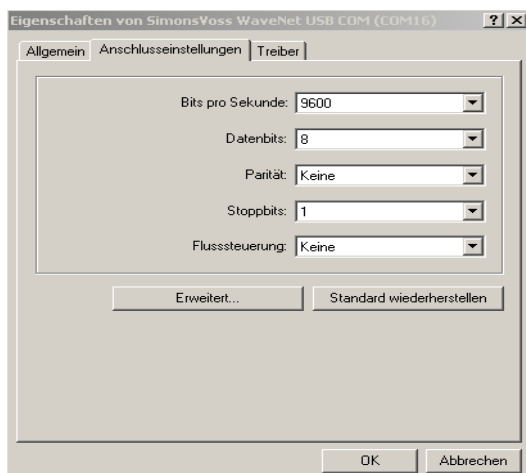 Eigenschaften von SimonsVoss WaveNet USB COM (COM16)
Allgemein Anschlusseinstellungen Treiber
Bits pro Sekunde: 9600
Datenbits: 8
Parität: Keine
Stoppbits: 1
Flusssteuerung: Keine
Erweitert... Standard wiederherstellen
OK Abbrechen